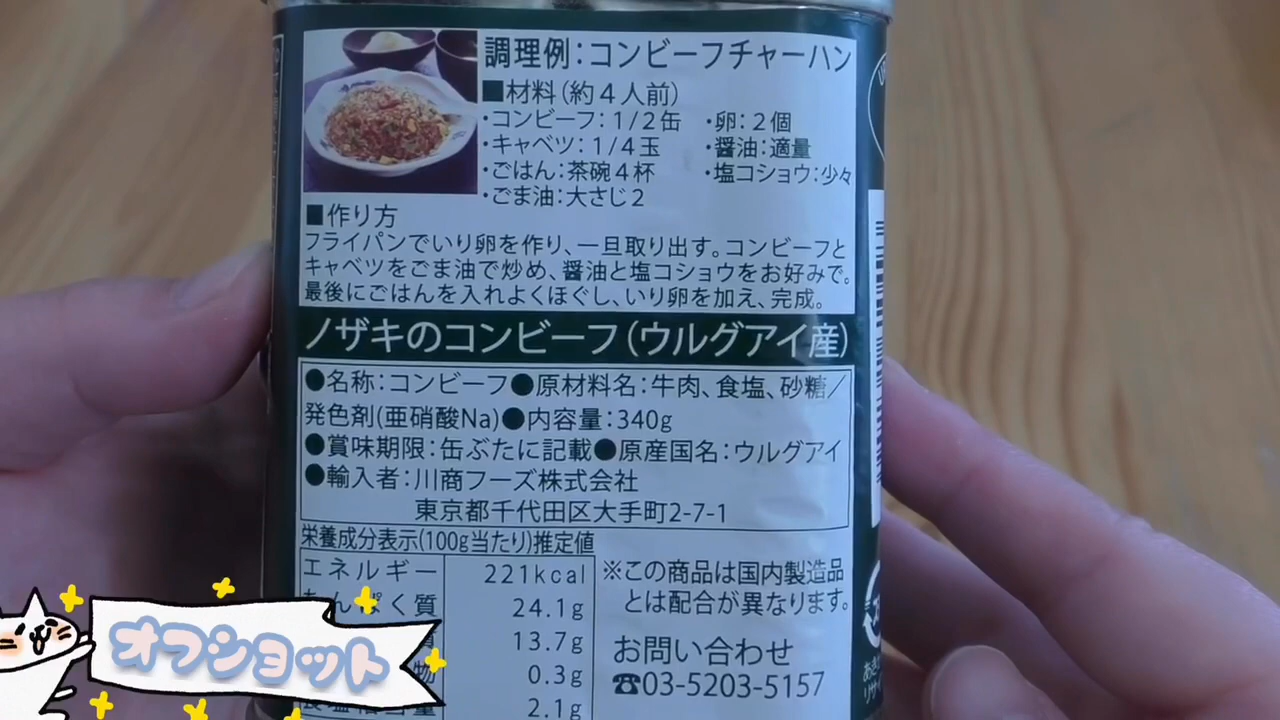 調理例：コンビーフチャーハン
■材料(約４人前)
・コンビーフ：1/2缶 ・卵：２個
・キャベツ：1/4玉 ・醤油：適量
・ごはん：茶碗４杯 ・塩コショウ：少々
・ごま油：大さじ２
■作り方
フライパンでいり卵を作り、一旦取り出す。コンビーフと
キャベツをごま油で炒め、醤油と塩コショウをお好みで。
最後にごはんを入れよくほぐし、いり卵を加え、完成。
ノザキのコンビーフ(ウルグアイ産)
●名称：コンビーフ●原材料名：牛肉、食塩、砂糖／
発色剤(亜硝酸Na)●内容量：340g
●賞味期限：缶ぶたに記載●原産国名：ウルグアイ
●輸入者：川商フーズ株式会社
東京都千代田区大手町2-7-1
栄養成分表示(100g当たり)推定値
エネルギー 221kcal
たんぱく質 24.1g
質 13.7g
物 0.3g
2.1g
※この商品は国内製造品
とは配合が異なります。
お問い合わせ
☎03-5203-5157
オフショット